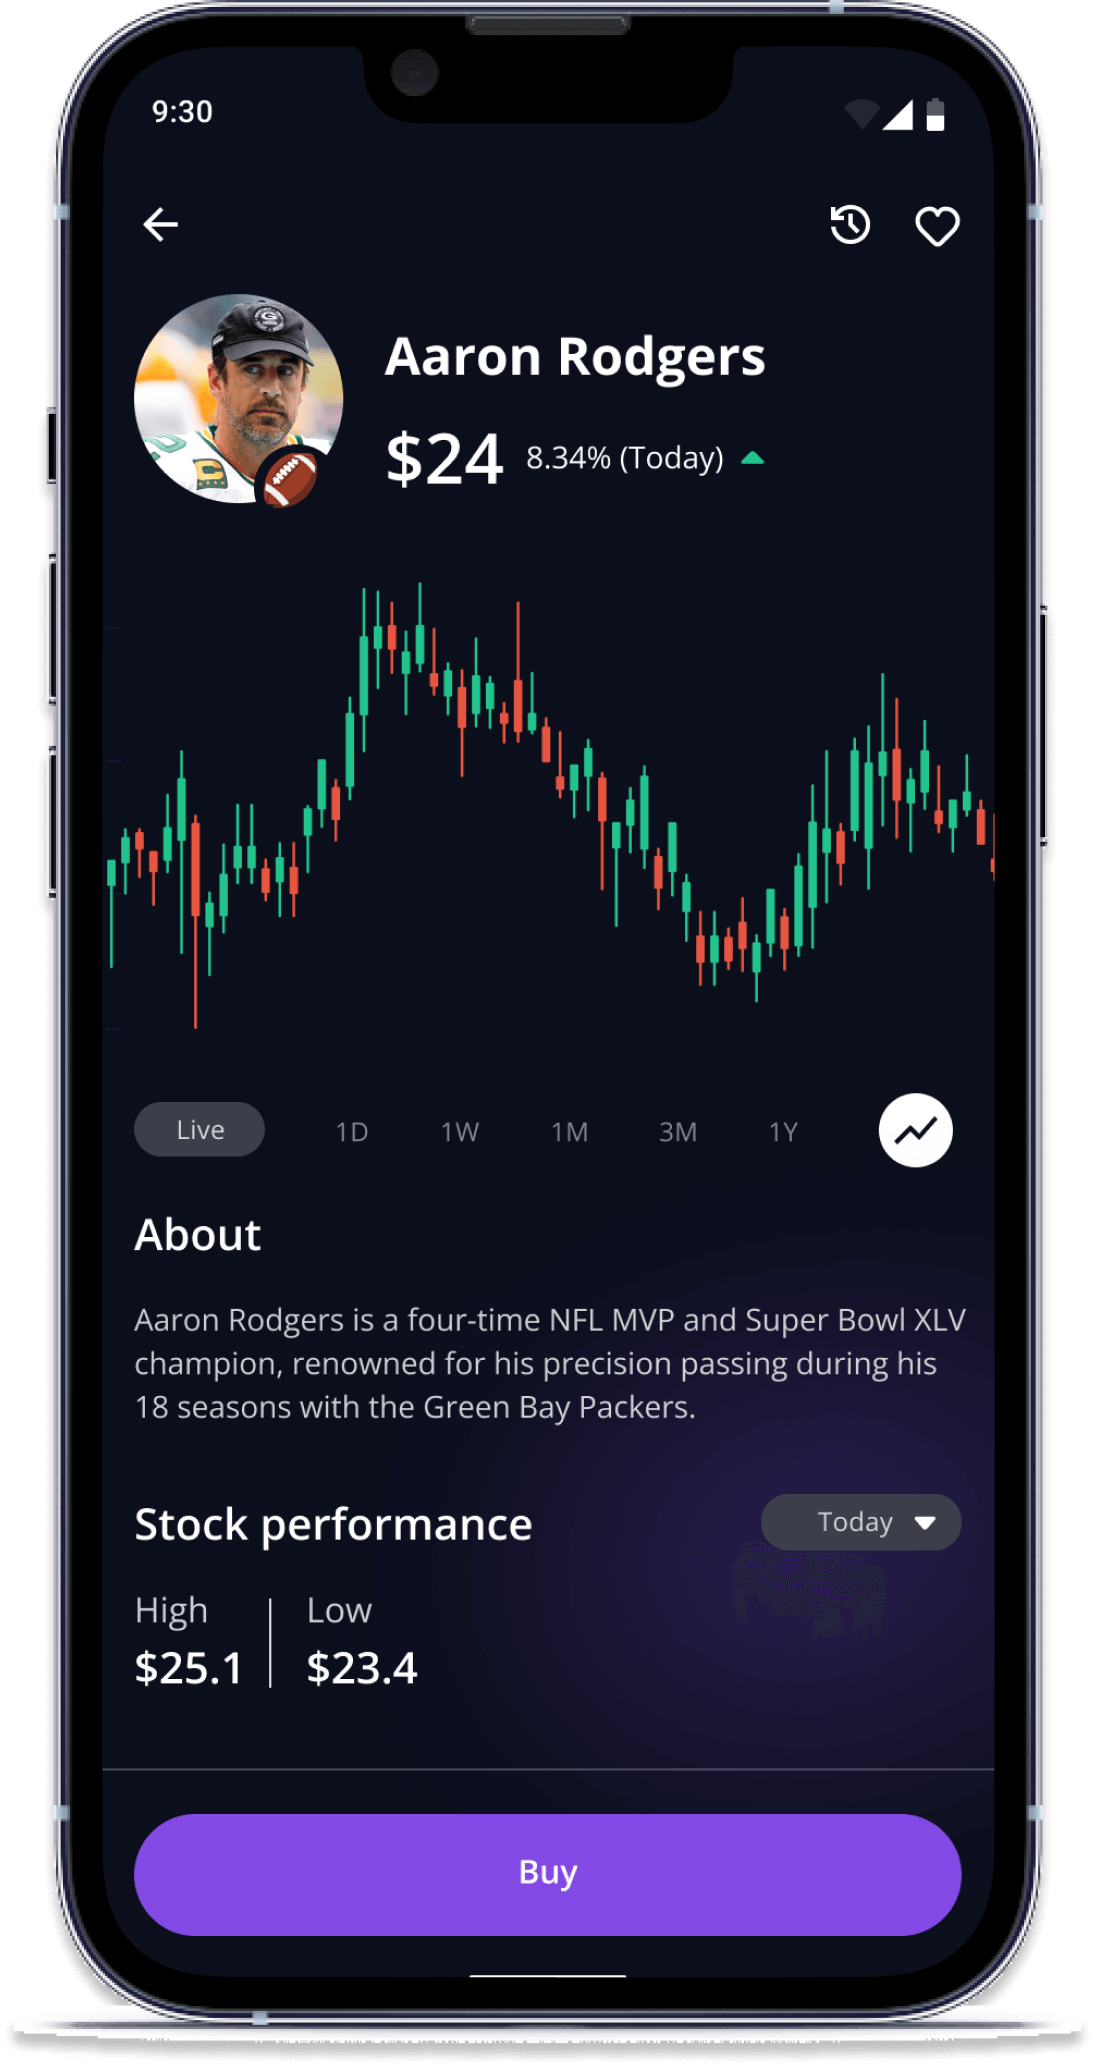 9:30
Aaron Rodgers
$24 8.34% (Today)
Live 1D 1W 1M 3M 1Y
About
Aaron Rodgers is a four-time NFL MVP and Super Bowl XLV
champion, renowned for his precision passing during his
18 seasons with the Green Bay Packers.
Stock performance
Today
High Low
$25.1 $23.4
Buy